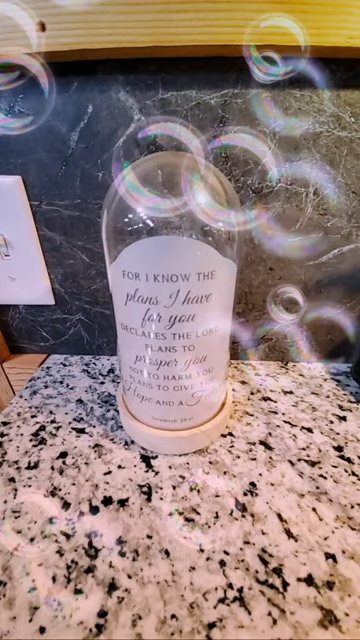 FOR I KNOW THE
plans I have
for you
DECLARES THE LORD
PLANS TO
prosper you
NOT TO HARM YOU
PLANS TO GIVE YOU
Hope AND A